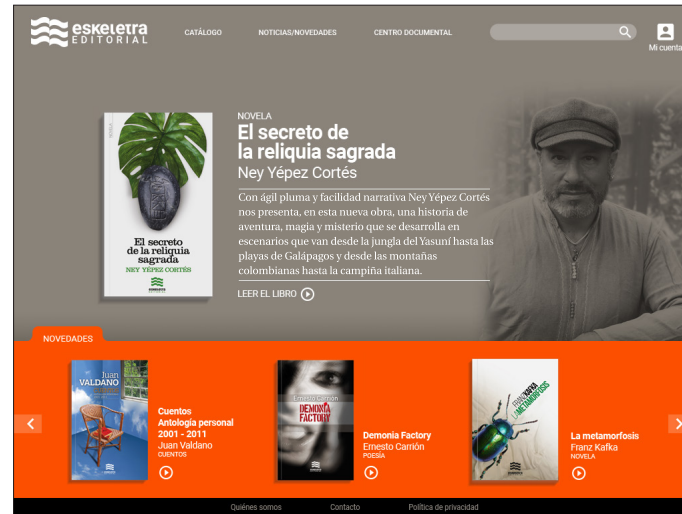 eskeletra
EDITORIAL
CATÁLOGO
NOTICIAS/NOVEDADES
CENTRO DOCUMENTAL
Mi cuenta
NOVELA
El secreto de
la reliquia sagrada
Ney Yépez Cortés
Con ágil pluma y facilidad narrativa Ney Yépez Cortés
nos presenta, en esta nueva obra, una historia de
aventura, magia y misterio que se desarrolla en
escenarios que van desde la jungla del Yasuní hasta las
playas de Galápagos y desde las montañas
colombianas hasta la campiña italiana.
LEER EL LIBRO
El secreto
de la reliquia
sagrada
NEY YÉPEZ CORTÉS
NOVEDADES
Juan
VALDANO
Cuentos
Antología personal
2001 - 2011
Juan Valdano
CUENTOS
Ernesto Carrión
DEMONIA
FACTORY
Demonia Factory
Ernesto Carrión
POESÍA
FRANZ KAFKA
LA METAMORFOSIS
La metamorfosis
Franz Kafka
NOVELA
Quiénes somos
Contacto
Política de privacidad